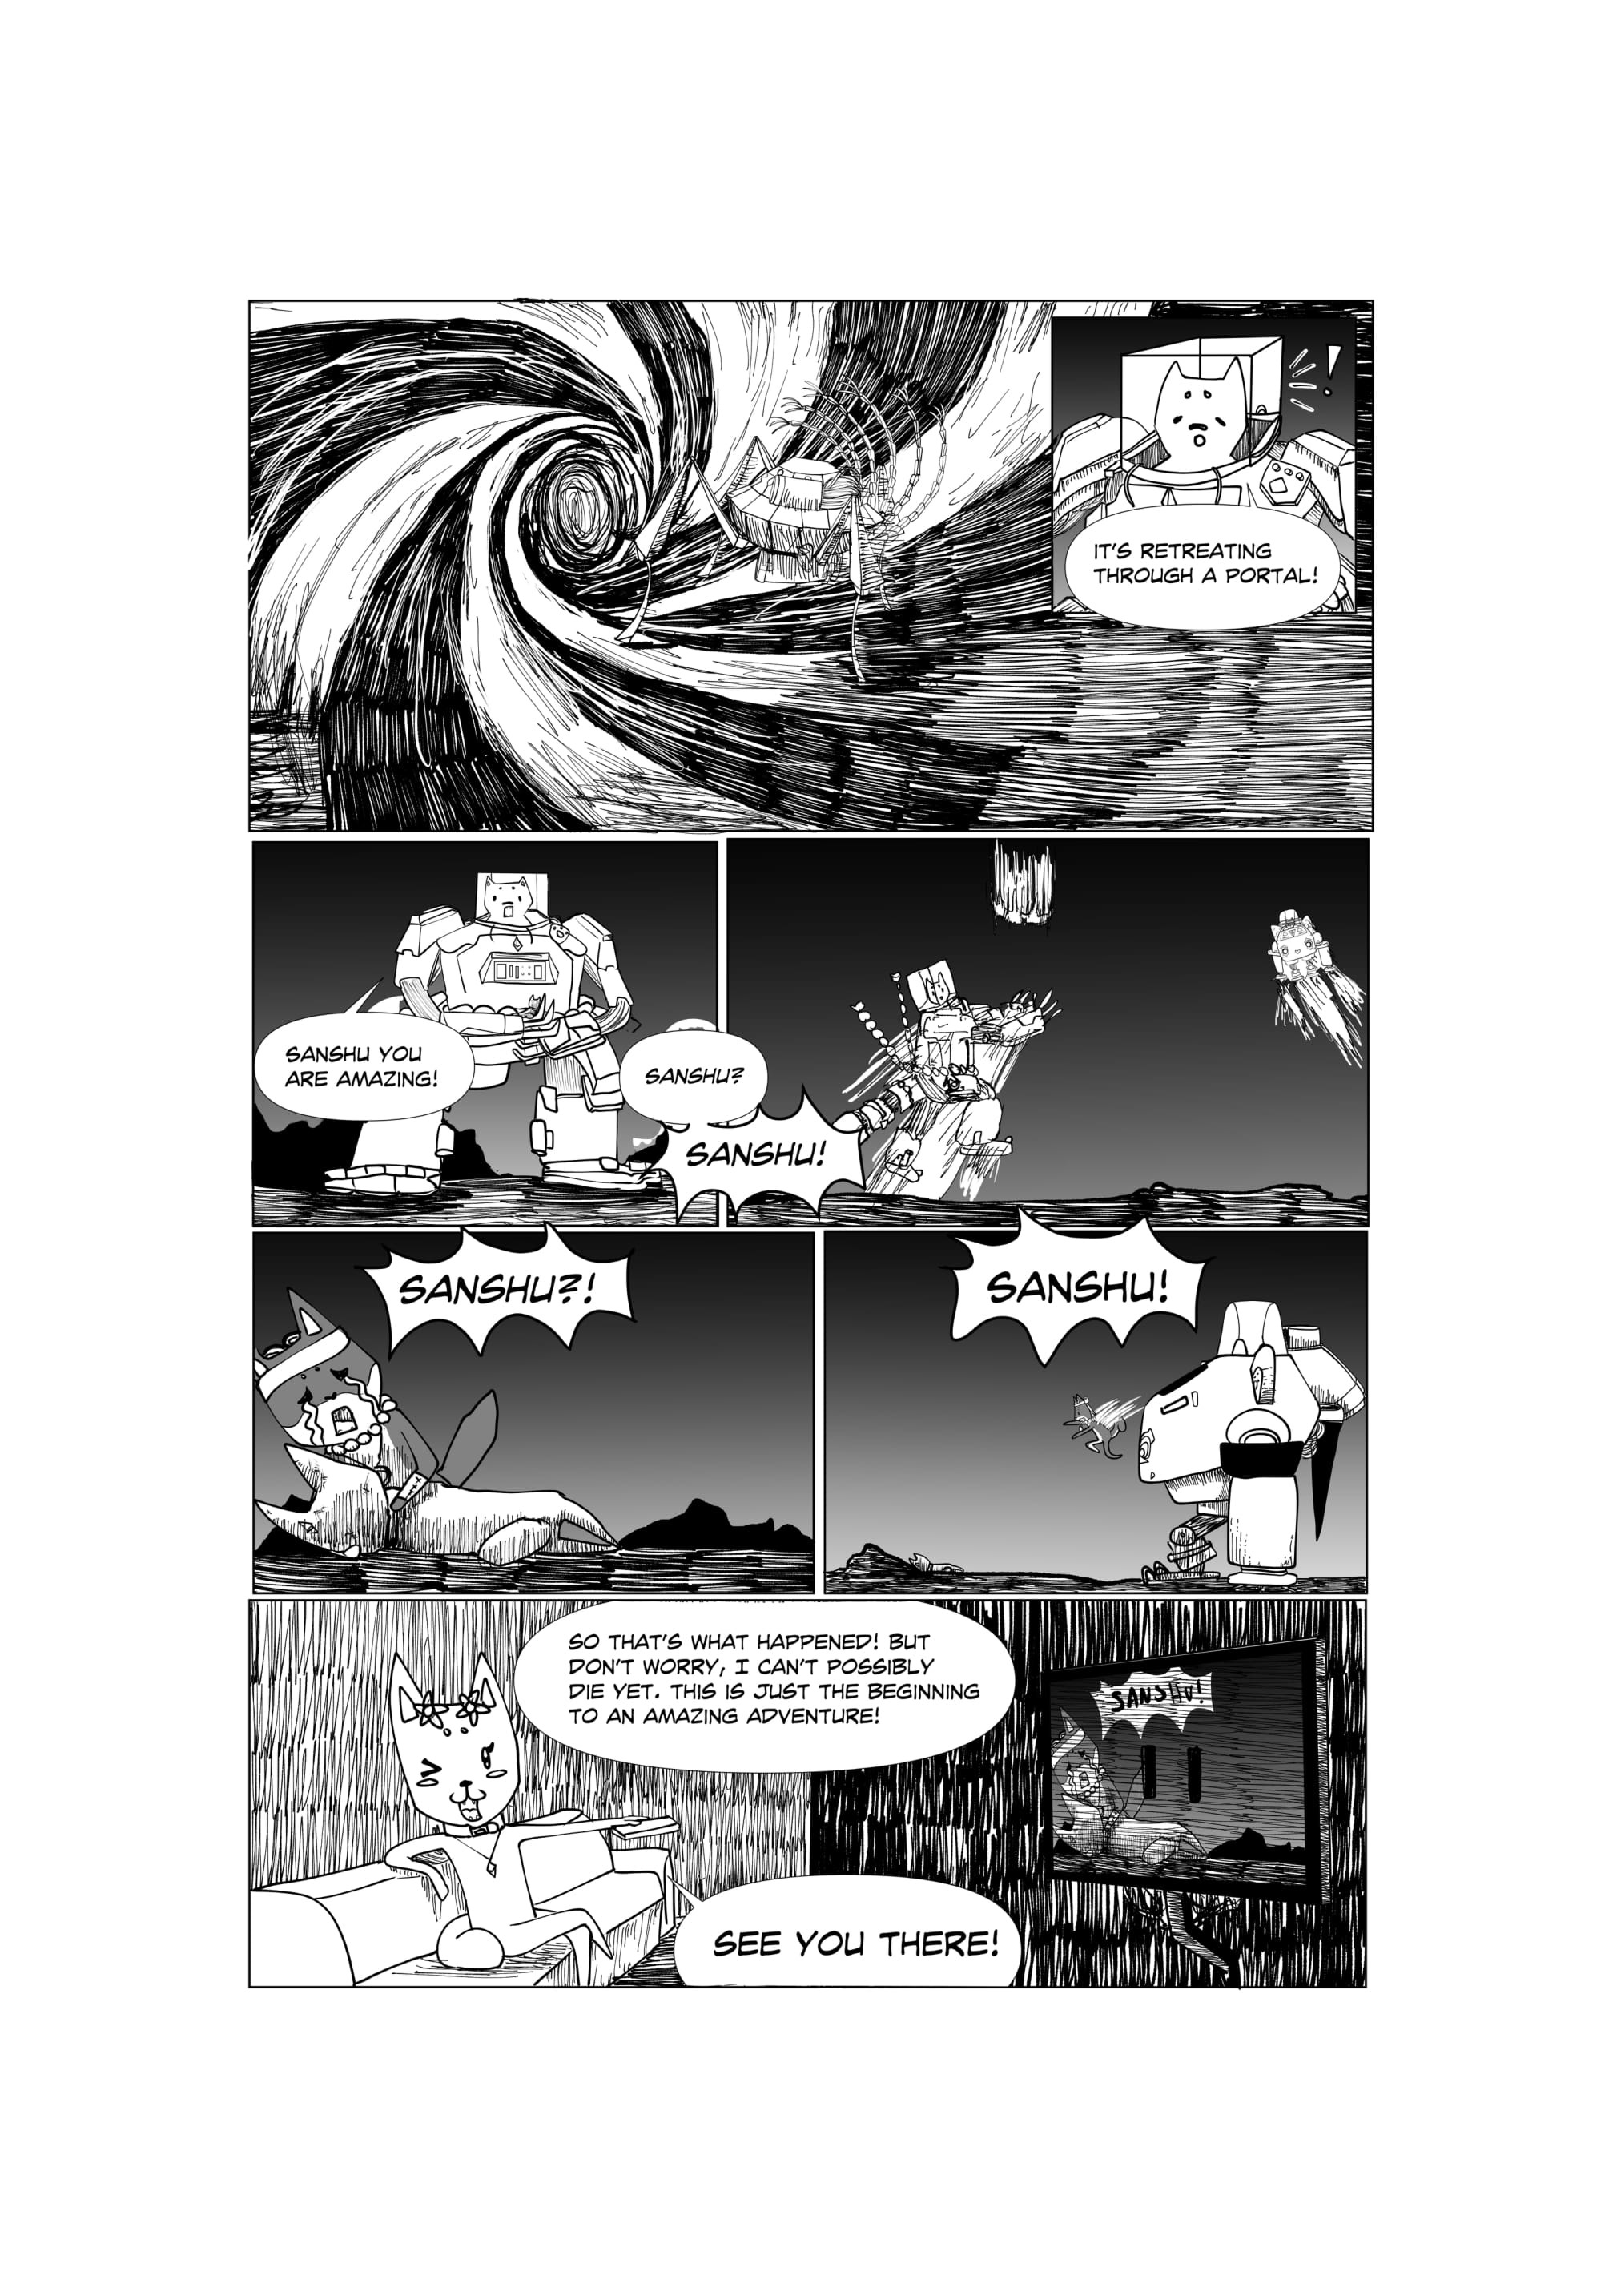 !
IT'S RETREATING
THROUGH A PORTAL!
SANSHU YOU
ARE AMAZING!
SANSHU?
SANSHU!
SANSHU?!
SANSHU!
SO THAT'S WHAT HAPPENED! BUT
DON'T WORRY, I CAN'T POSSIBLY
DIE YET. THIS IS JUST THE BEGINNING
TO AN AMAZING ADVENTURE!
SANSHU!
SEE YOU THERE!